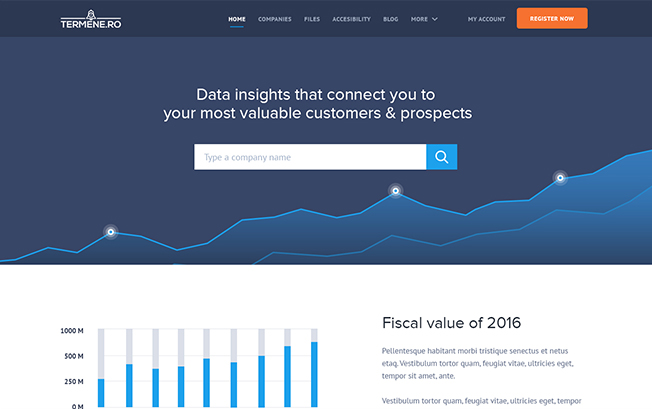 TERMENE.RO
HOME COMPANIES FILES ACCESIBILITY BLOG MORE MY ACCOUNT REGISTER NOW
Data insights that connect you to
your most valuable customers & prospects
Type a company name
Fiscal value of 2016
1000 M
500 M
250 M
0 M
Pellentesque habitant morbi tristique senectus et netus
etaq. Vestibulum tortor quam, feugiat vitae, ultricies eget,
tempor sit amet, ante.
Vestibulum tortor quam, feugiat vitae, ultricies eget, tempor